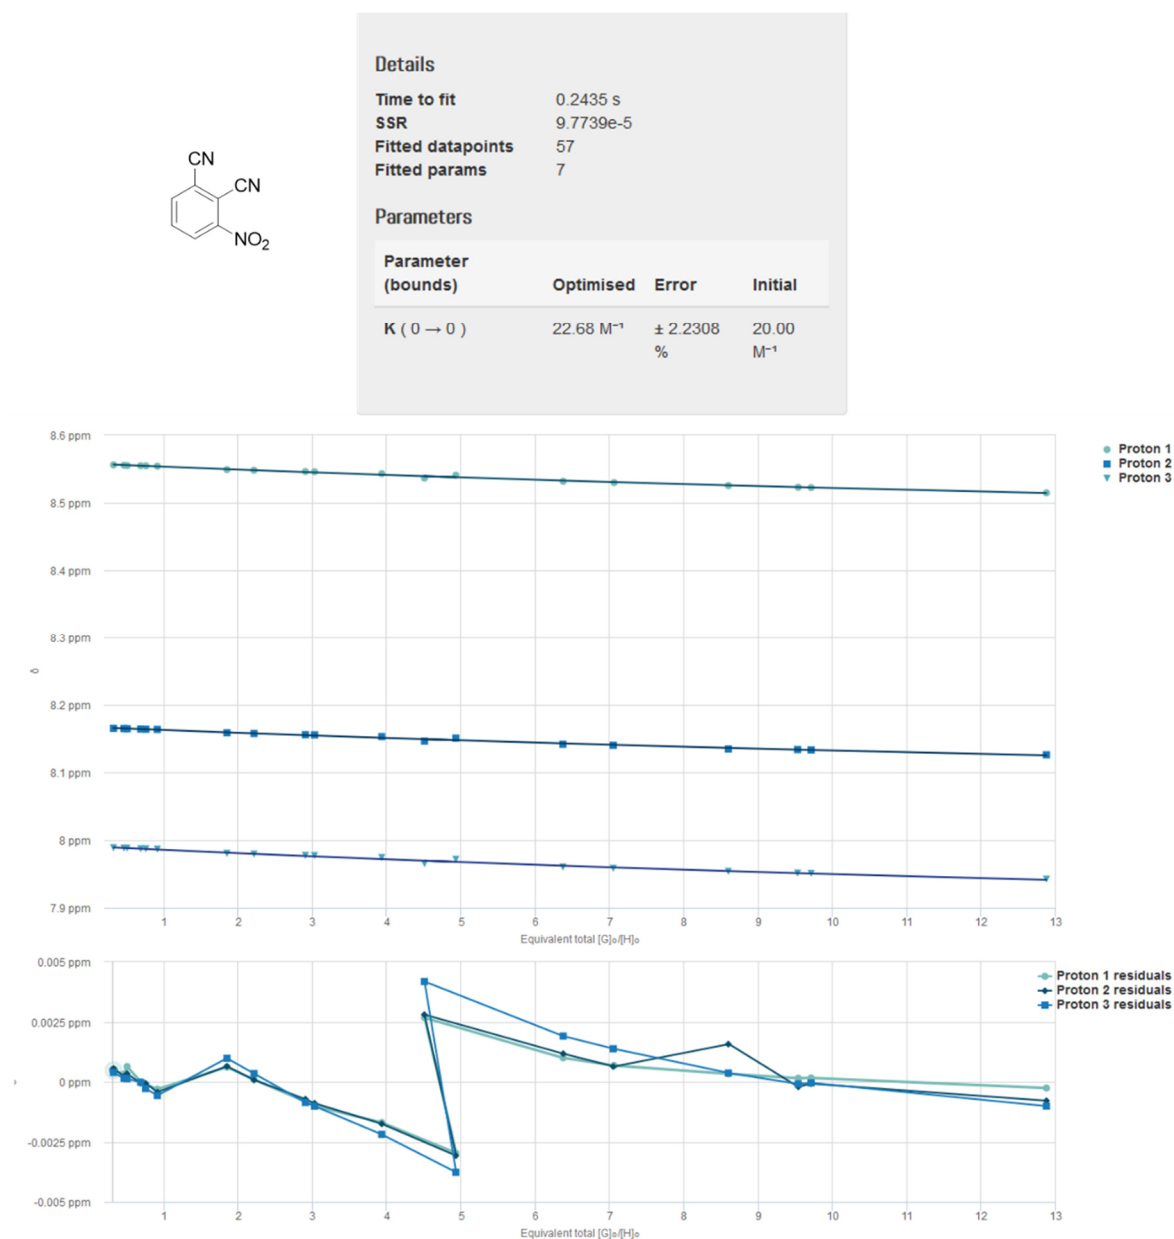 Details
Time to fit 0.2435 s
SSR 9.7739e-5
Fitted datapoints 57
Fitted params 7
Parameters
Parameter
(bounds) Optimised Error Initial
K ( 0 → 0 ) 22.68 M⁻¹ ± 2.2308 20.00
% M⁻¹
CN
CN
NO₂
8.6 ppm
8.5 ppm
8.4 ppm
8.3 ppm
8.2 ppm
8.1 ppm
8 ppm
7.9 ppm
δ
1 2 3 4 5 6 7 8 9 10 11 12 13
Equivalent total [G]₀/[H]₀
Proton 1
Proton 2
Proton 3
0.005 ppm
0.0025 ppm
0 ppm
-0.0025 ppm
-0.005 ppm
1 2 3 4 5 6 7 8 9 10 11 12 13
Equivalent total [G]₀/[H]₀
Proton 1 residuals
Proton 2 residuals
Proton 3 residuals